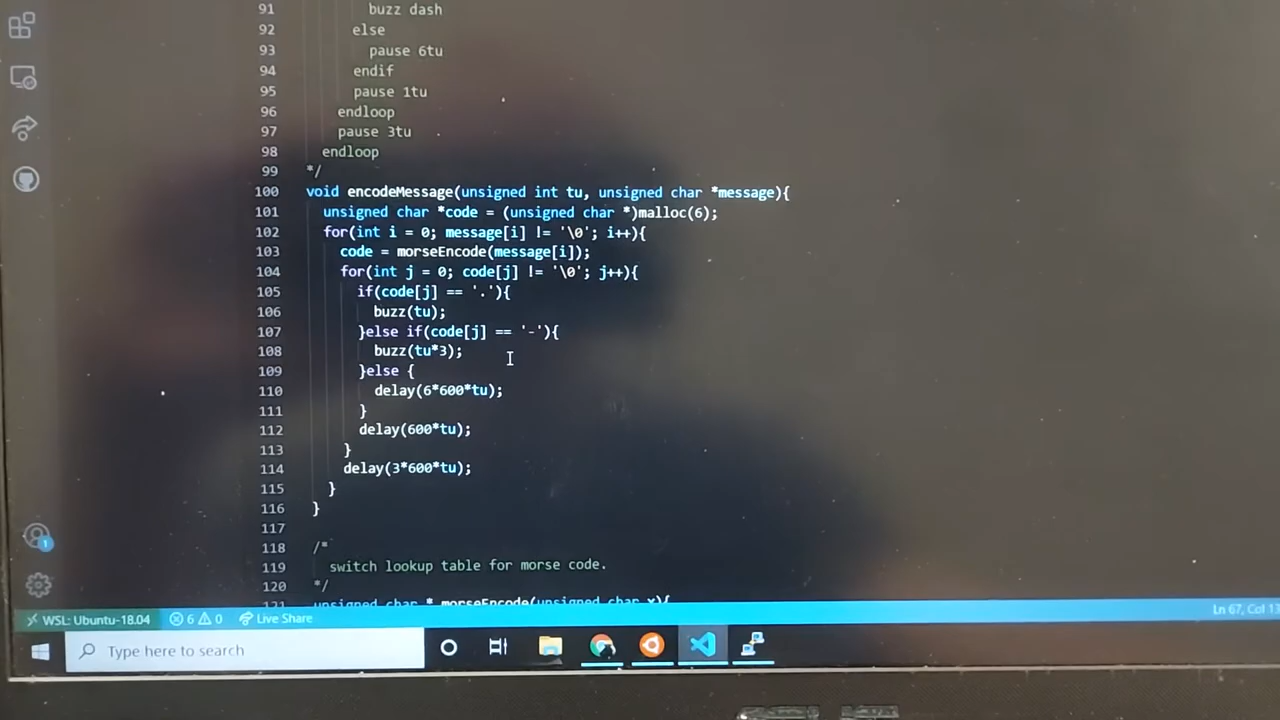 91 buzz dash
92 else
93 pause 6tu
94 endif
95 pause 1tu
96 endloop
97 pause 3tu
98 endloop
99 */
100 void encodeMessage(unsigned int tu, unsigned char *message){
101 unsigned char *code = (unsigned char *)malloc(6);
102 for(int i = 0; message[i] != '\0'; i++){
103 code = morseEncode(message[i]);
104 for(int j = 0; code[j] != '\0'; j++){
105 if(code[j] == '.'){
106 buzz(tu);
107 }else if(code[j] == '-'){
108 buzz(tu*3);
109 }else {
110 delay(6*600*tu);
111 }
112 delay(600*tu);
113 }
114 delay(3*600*tu);
115 }
116 }
117
118 /*
119 switch lookup table for morse code.
120 */
121 unsigned char * morseEncode(unsigned char x){
1
WSL: Ubuntu-18.04 6 0 Live Share Ln 67, Col 13
Type here to search